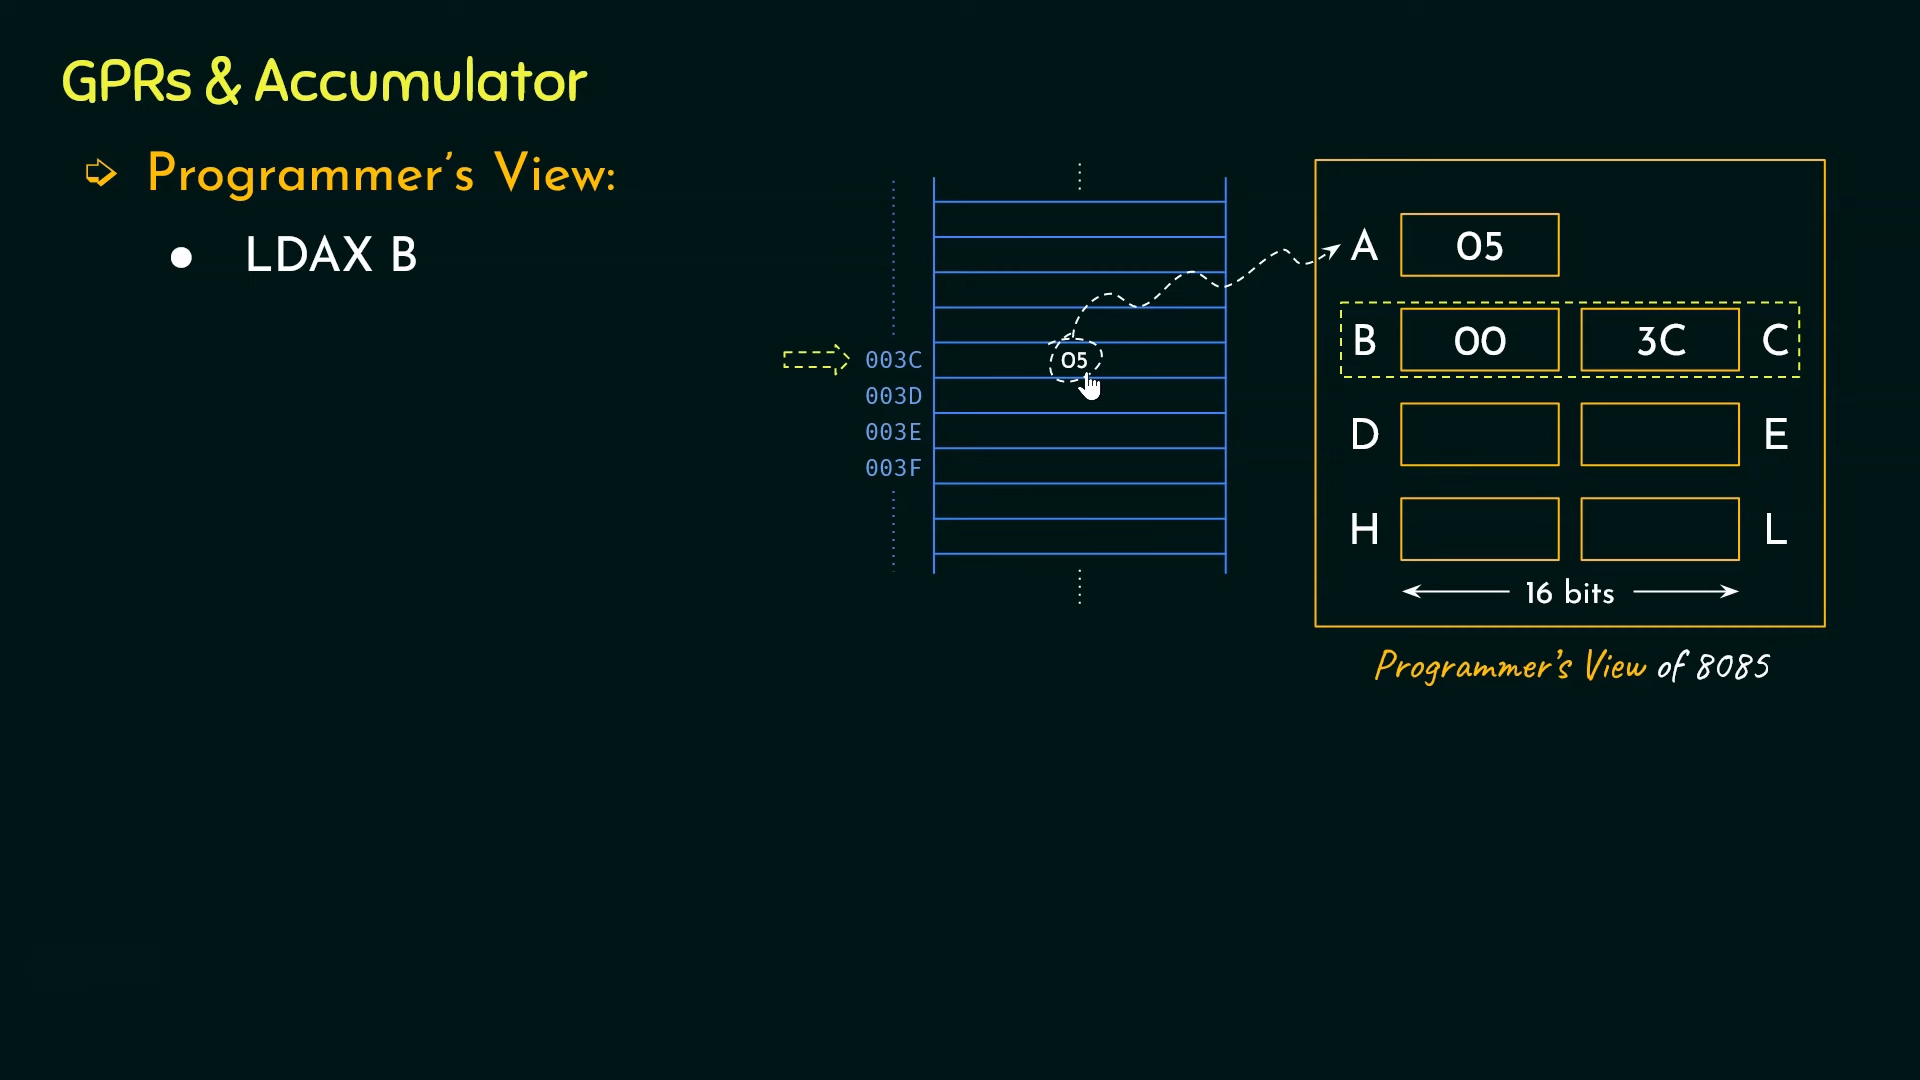 GPRs & Accumulator
➩ Programmer's View:
● LDAX B
003C 05
003D
003E
003F
A 05
B 00 3C C
D E
H L
16 bits
Programmer's View of 8085